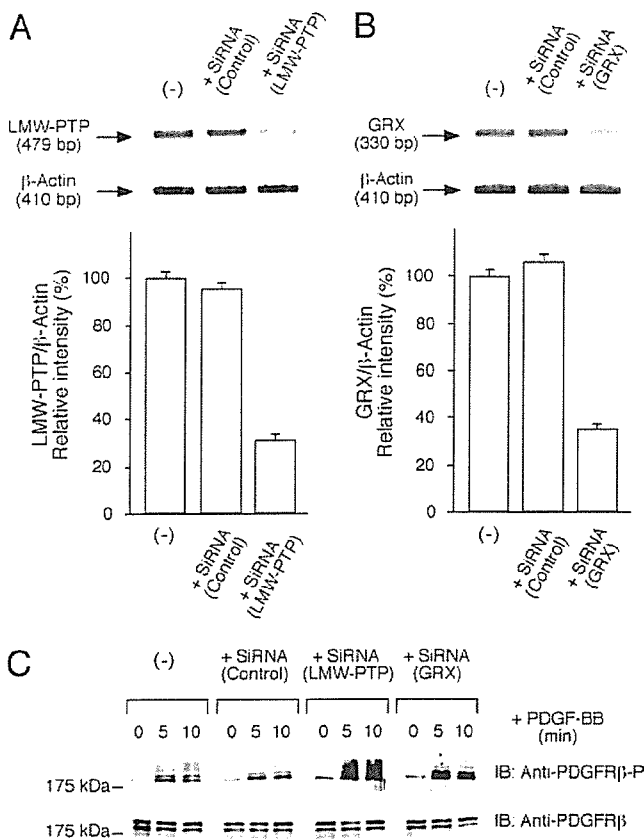 A
(-)
+ SiRNA (Control)
+ SiRNA (LMW-PTP)
LMW-PTP
(479 bp)
β-Actin
(410 bp)
LMW-PTP/β-Actin
Relative intensity (%)
100
80
60
40
20
0
(-)
+ SiRNA (Control)
+ SiRNA (LMW-PTP)
B
(-)
+ SiRNA (Control)
+ SiRNA (GRX)
GRX
(330 bp)
β-Actin
(410 bp)
GRX/β-Actin
Relative intensity (%)
100
80
60
40
20
0
(-)
+ SiRNA (Control)
+ SiRNA (GRX)
C
(-)
+ SiRNA (Control)
+ SiRNA (LMW-PTP)
+ SiRNA (GRX)
0 5 10 0 5 10 0 5 10 0 5 10
+ PDGF-BB
(min)
175 kDa
IB: Anti-PDGFRβ-P
175 kDa
IB: Anti-PDGFRβ